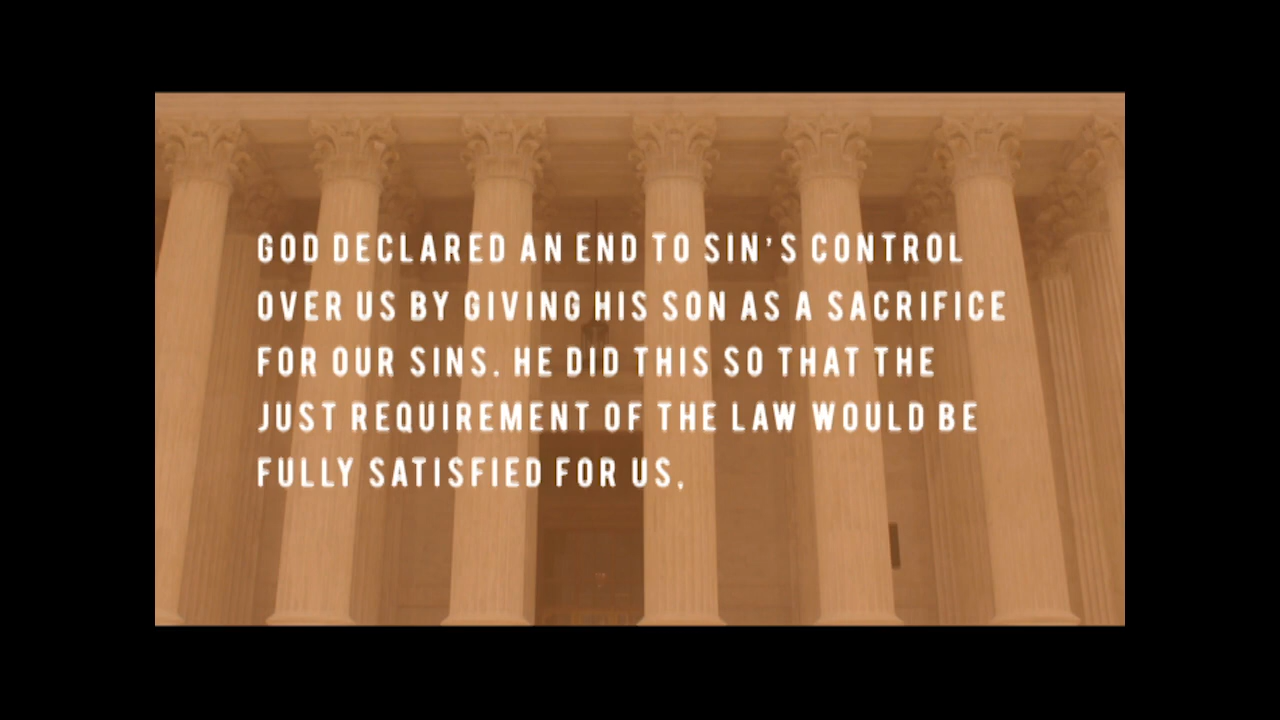 GOD DECLARED AN END TO SIN'S CONTROL
OVER US BY GIVING HIS SON AS A SACRIFICE
FOR OUR SINS. HE DID THIS SO THAT THE
JUST REQUIREMENT OF THE LAW WOULD BE
FULLY SATISFIED FOR US,